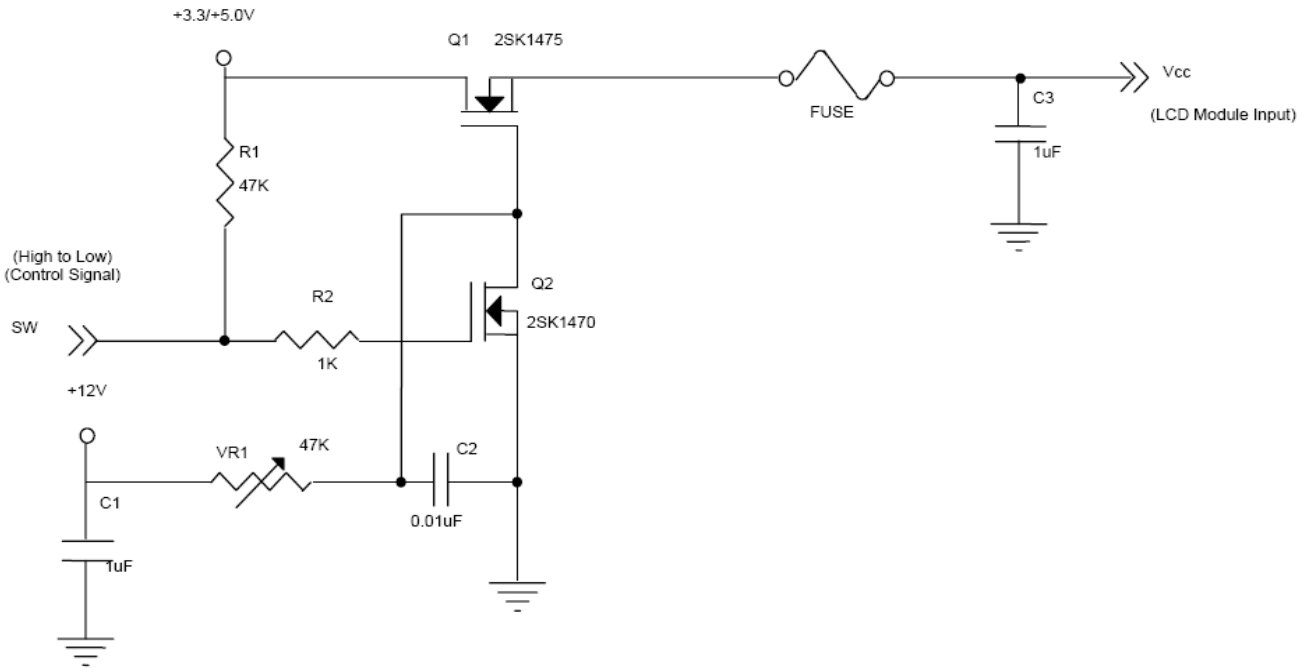 +3.3/+5.0V
Q1 2SK1475
Vcc
C3
FUSE
(LCD Module Input)
R1
1uF
47K
(High to Low)
(Control Signal)
Q2
R2
SW
2SK1470
1K
+12V
VR1
47K
C2
C1
0.01uF
1uF